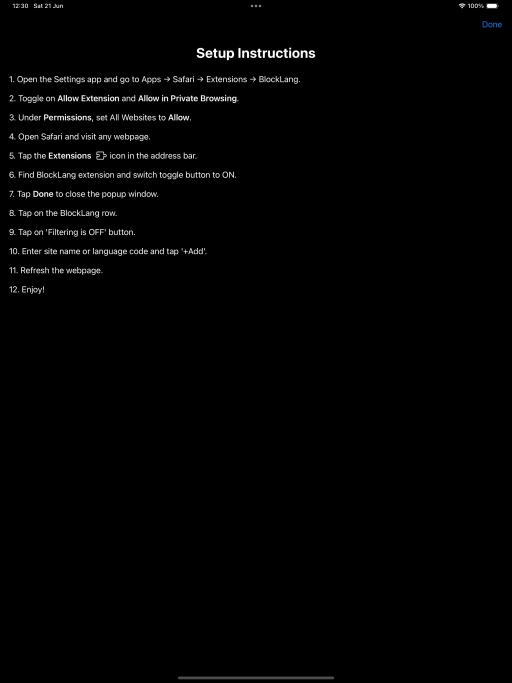 12:30 Sat 21 Jun
100%
Done
Setup Instructions
1. Open the Settings app and go to Apps → Safari → Extensions → BlockLang.
2. Toggle on Allow Extension and Allow in Private Browsing.
3. Under Permissions, set All Websites to Allow.
4. Open Safari and visit any webpage.
5. Tap the Extensions icon in the address bar.
6. Find BlockLang extension and switch toggle button to ON.
7. Tap Done to close the popup window.
8. Tap on the BlockLang row.
9. Tap on 'Filtering is OFF' button.
10. Enter site name or language code and tap '+Add'.
11. Refresh the webpage.
12. Enjoy!